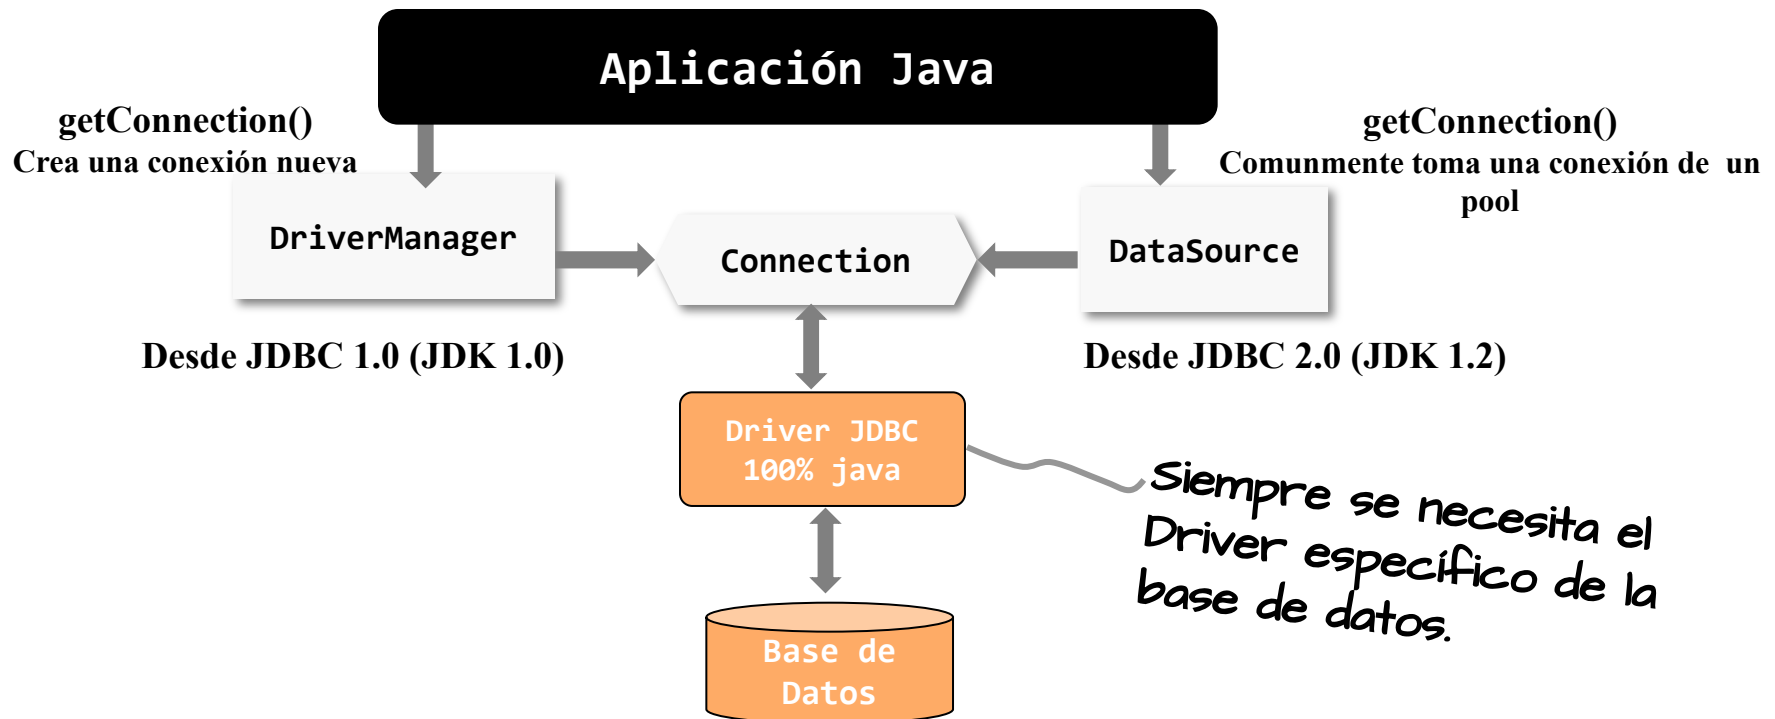 Aplicación Java
getConnection()
Crea una conexión nueva
getConnection()
Comunmente toma una conexión de un
pool
DriverManager
Connection
DataSource
Desde JDBC 1.0 (JDK 1.0)
Desde JDBC 2.0 (JDK 1.2)
Driver JDBC
100% java
Siempre se necesita el
Driver específico de la
base de datos.
Base de
Datos